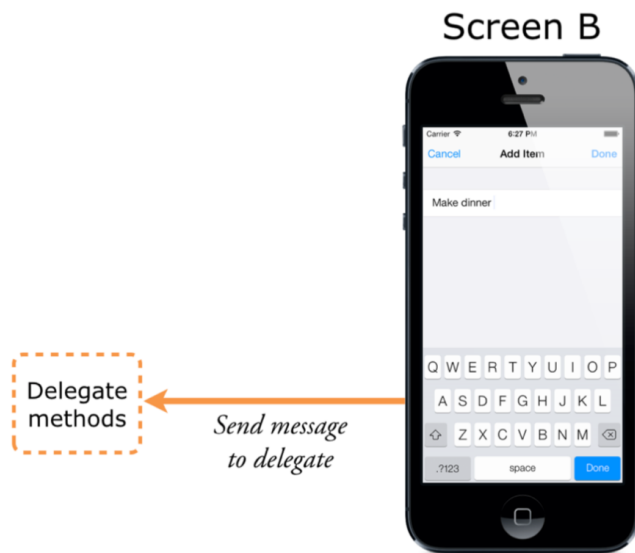 Screen B
Carrier 6:27 PM
Cancel Add Item Done
Make dinner
Q W E R T Y U I O P
A S D F G H J K L
Z X C V B N M
.?123 space Done
Delegate
methods
Send message
to delegate